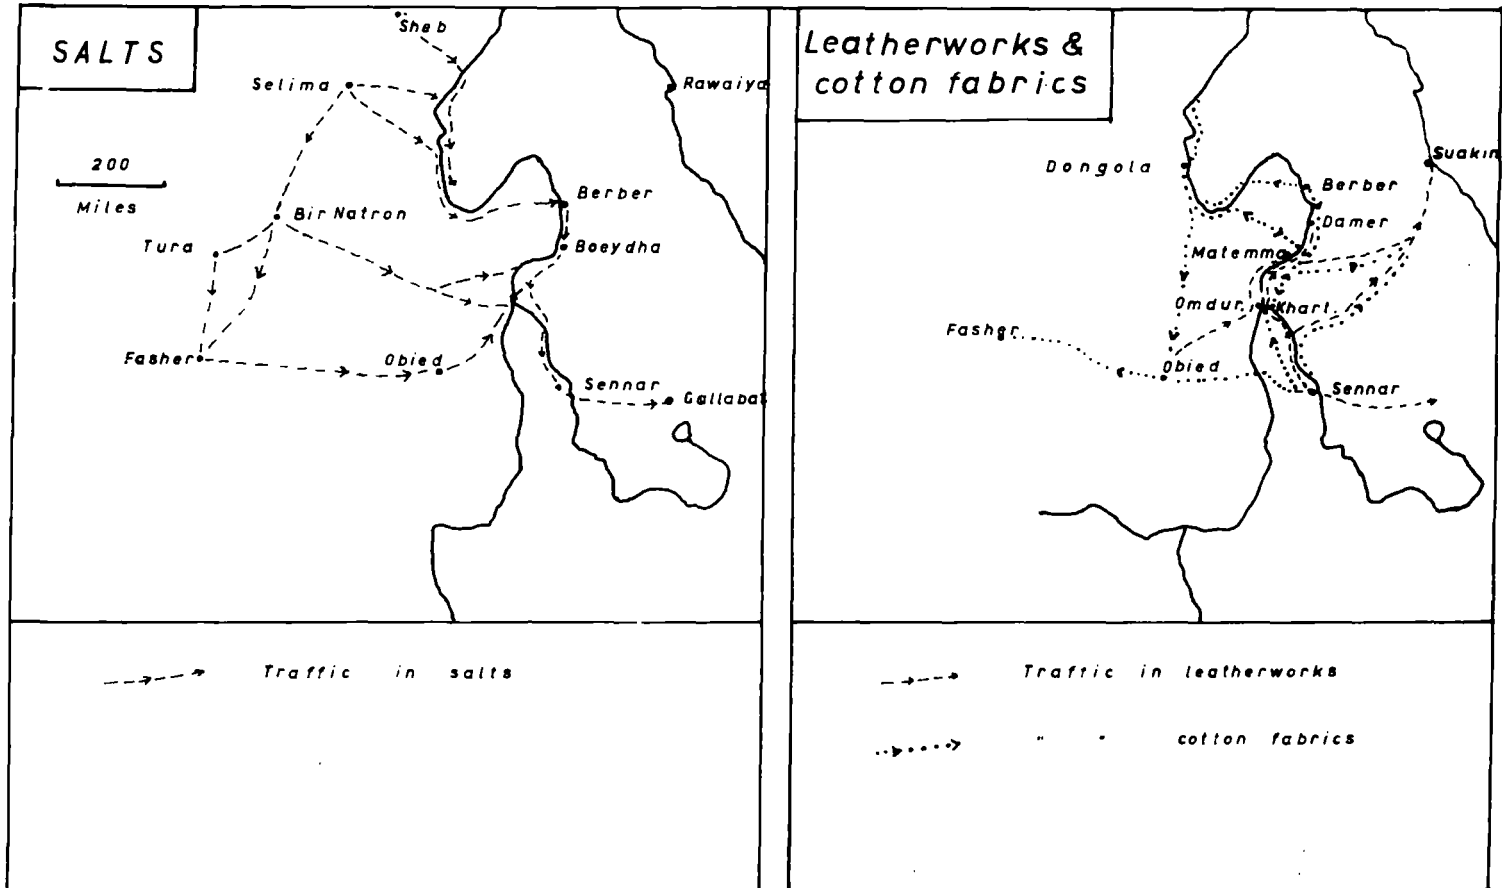 SALTS
Sheb
Selima
Rawaiya
200
Miles
Berber
Bir Natron
Tura
Boeydha
Fasher
Obied
Sennar
Gallabat
Traffic in salts
Leatherworks &
cotton fabrics
Suakin
Dongola
Berber
Damer
Matemma
Omdur.
Khart.
Fasher
Obied
Sennar
Traffic in leatherworks
" " cotton fabrics